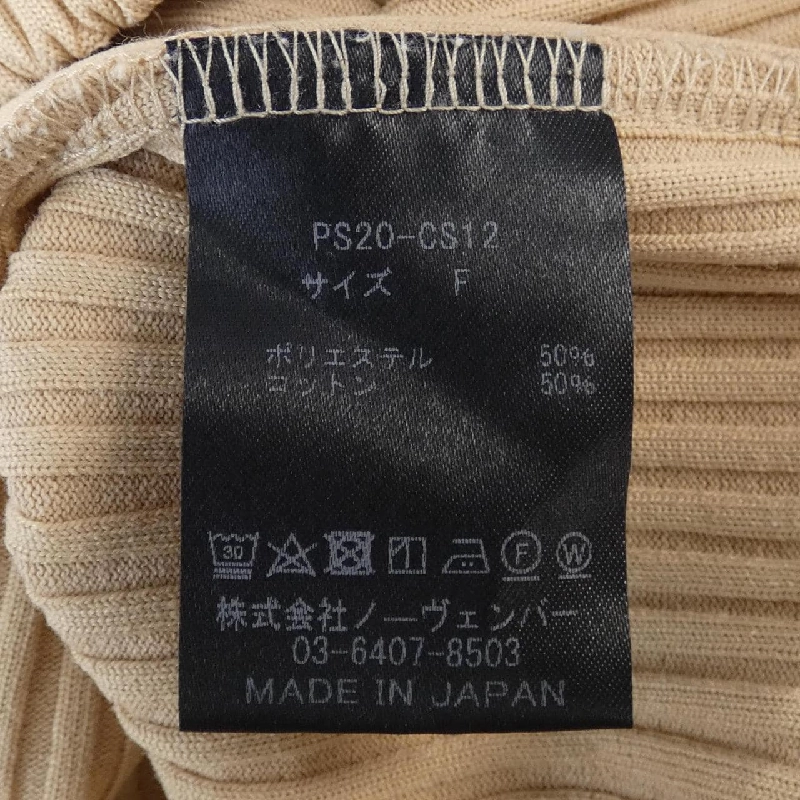 PS20-CS12
サイズ F
ポリエステル 50%
コットン 50%
30 F W
株式会社ノーヴェンバー
03-6407-8503
MADE IN JAPAN